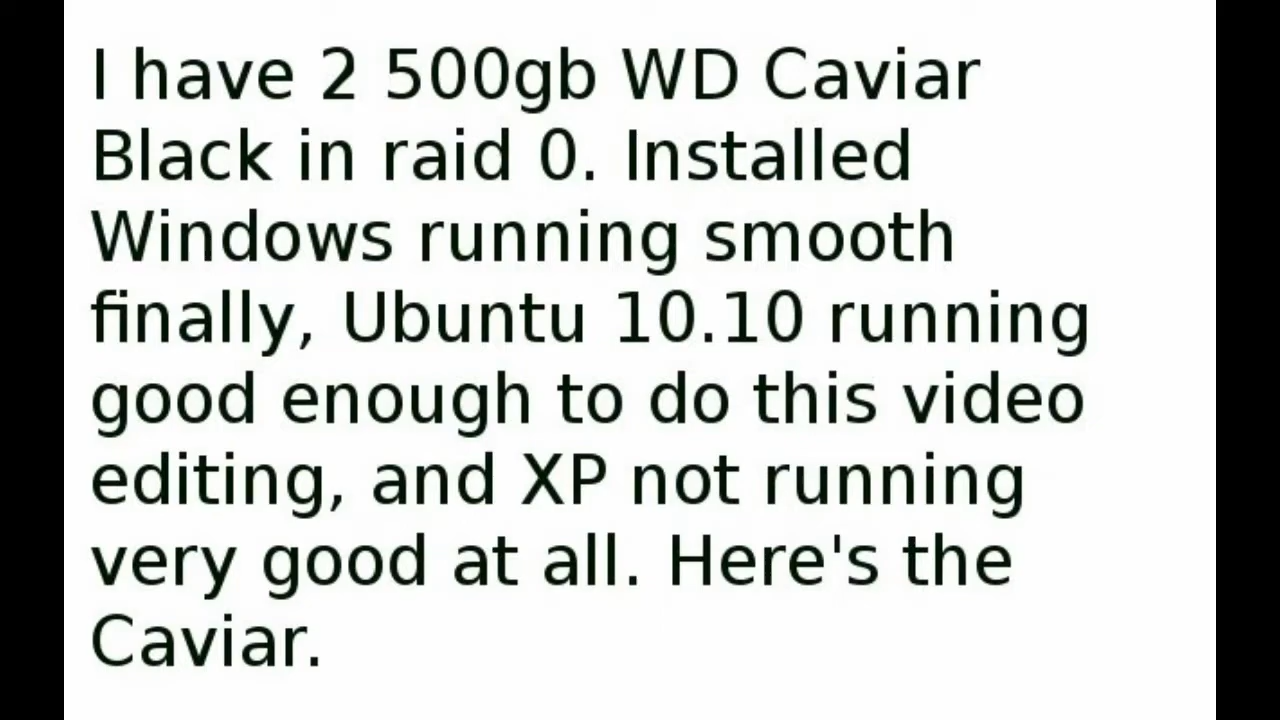 I have 2 500gb WD Caviar
Black in raid 0. Installed
Windows running smooth
finally, Ubuntu 10.10 running
good enough to do this video
editing, and XP not running
very good at all. Here's the
Caviar.